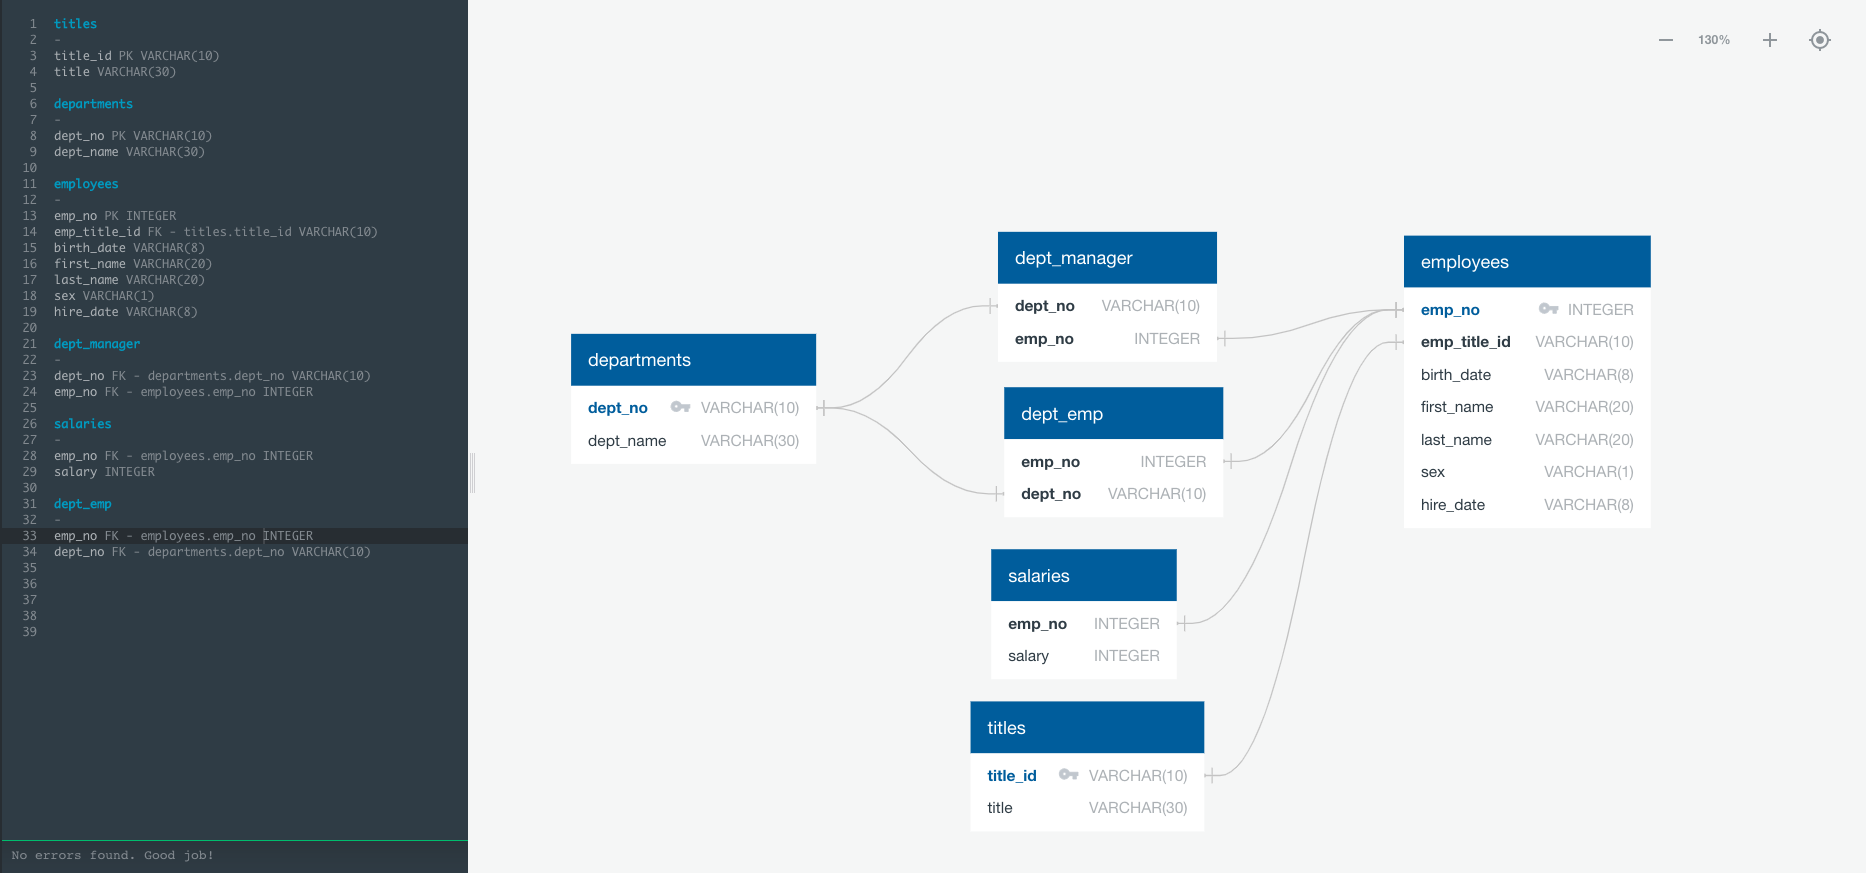 1 titles
2 -
3 title_id PK VARCHAR(10)
4 title VARCHAR(30)
5
6 departments
7 -
8 dept_no PK VARCHAR(10)
9 dept_name VARCHAR(30)
10
11 employees
12 -
13 emp_no PK INTEGER
14 emp_title_id FK - titles.title_id VARCHAR(10)
15 birth_date VARCHAR(8)
16 first_name VARCHAR(20)
17 last_name VARCHAR(20)
18 sex VARCHAR(1)
19 hire_date VARCHAR(8)
20
21 dept_manager
22 -
23 dept_no FK - departments.dept_no VARCHAR(10)
24 emp_no FK - employees.emp_no INTEGER
25
26 salaries
27 -
28 emp_no FK - employees.emp_no INTEGER
29 salary INTEGER
30
31 dept_emp
32 -
33 emp_no FK - employees.emp_no INTEGER
34 dept_no FK - departments.dept_no VARCHAR(10)
35
36
37
38
39
No errors found. Good job!
130%
departments
dept_no VARCHAR(10)
dept_name VARCHAR(30)
dept_manager
dept_no VARCHAR(10)
emp_no INTEGER
dept_emp
emp_no INTEGER
dept_no VARCHAR(10)
salaries
emp_no INTEGER
salary INTEGER
titles
title_id VARCHAR(10)
title VARCHAR(30)
employees
emp_no INTEGER
emp_title_id VARCHAR(10)
birth_date VARCHAR(8)
first_name VARCHAR(20)
last_name VARCHAR(20)
sex VARCHAR(1)
hire_date VARCHAR(8)